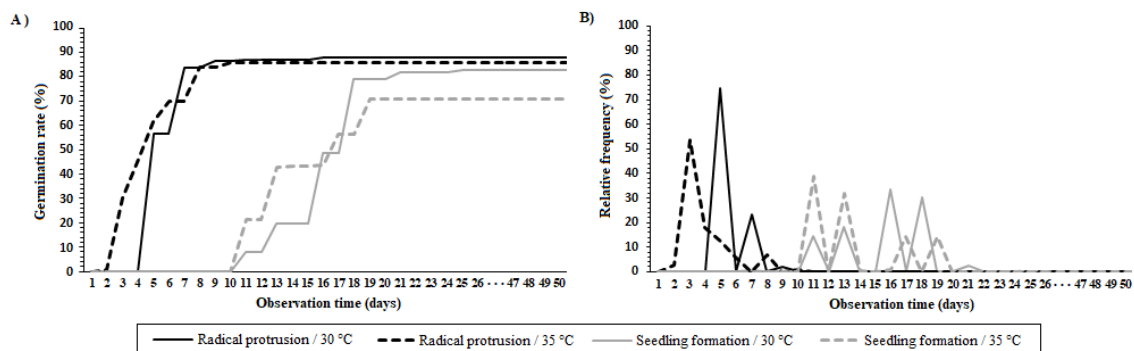 A )
Germination rate (%)
100
90
80
70
60
50
40
30
20
10
0
1 2 3 4 5 6 7 8 9 10 11 12 13 14 15 16 17 18 19 20 21 22 23 24 25 26 · · · 47 48 49 50
Observation time (days)
B)
Relative frequency (%)
100
90
80
70
60
50
40
30
20
10
0
1 2 3 4 5 6 7 8 9 10 11 12 13 14 15 16 17 18 19 20 21 22 23 24 25 26 · · · 47 48 49 50
Observation time (days)
Radical protrusion / 30 °C
Radical protrusion / 35 °C
Seedling formation / 30 °C
Seedling formation / 35 °C